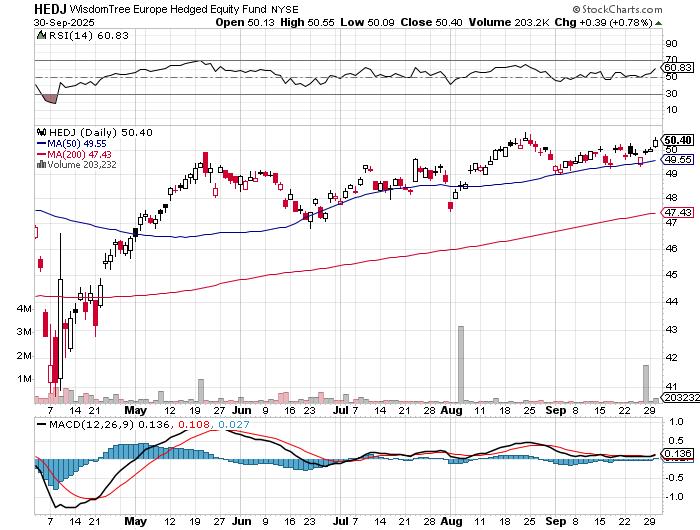 HEDJ WisdomTree Europe Hedged Equity Fund NYSE
© StockCharts.com
30-Sep-2025
Open 50.13 High 50.55 Low 50.09 Close 50.40 Volume 203.2K Chg +0.39 (+0.78%)
RSI(14) 60.83
90
70
60.83
50
30
10
HEDJ (Daily) 50.40
MA(50) 49.55
MA(200) 47.43
Volume 203,232
50.40
50
49.55
49
48
47.43
47
46
45
44
43
42
41
4M
3M
2M
1M
203232
7 14 21 May 12 19 27 Jun 9 16 23 Jul 7 14 21 28 Aug 11 18 25 Sep 8 15 22 29
MACD(12,26,9) 0.136, 0.108, 0.027
1.0
0.5
0.136
-0.5
-1.0
7 14 21 May 12 19 27 Jun 9 16 23 Jul 7 14 21 28 Aug 11 18 25 Sep 8 15 22 29